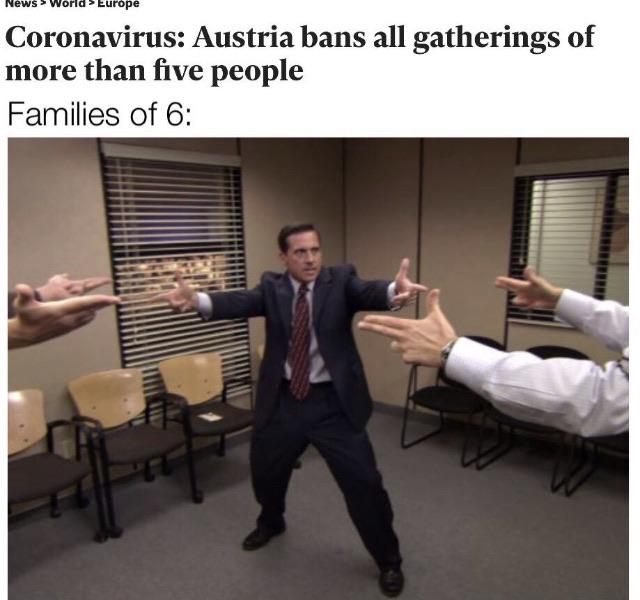 News > World > Europe
Coronavirus: Austria bans all gatherings of
more than five people
Families of 6: